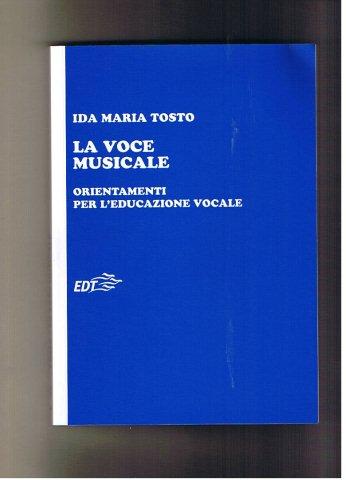 IDA MARIA TOSTO
LA VOCE
MUSICALE
ORIENTAMENTI
PER L'EDUCAZIONE VOCALE
EDT